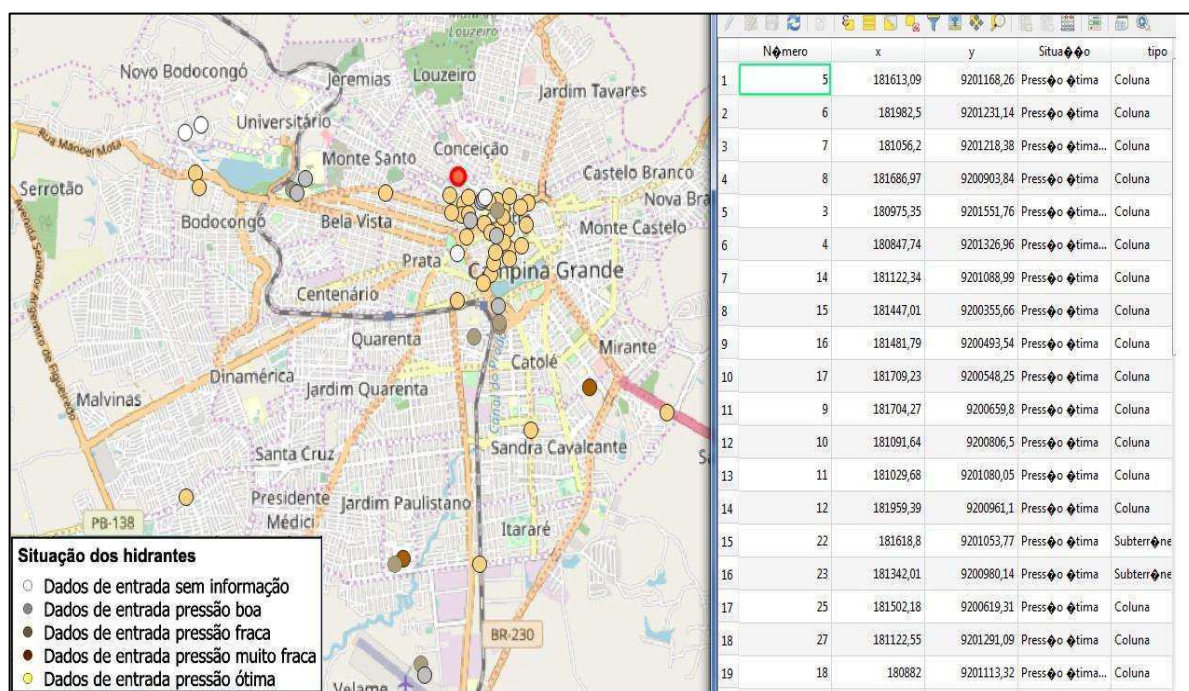 Louzeiro
Novo Bodocongó
Jeremias
Louzeiro
Jardim Tavares
Universitário
Rua Manoel Mota
Monte Santo
Conceição
Castelo Branco
Serrotão
Nova Bra
Bodocongó
Bela Vista
Monte Castelo
Prata
Campina Grande
Avenida Senador Argemiro de Figueiredo
Centenário
Quarenta
Mirante
Canal do Prado
Catolé
Dinamérica
Jardim Quarenta
Malvinas
Santa Cruz
Sandra Cavalcante
Presidente
Médici
Jardim Paulistano
Itararé
PB-138
BR-230
Velame
Situação dos hidrantes
Dados de entrada sem informação
Dados de entrada pressão boa
Dados de entrada pressão fraca
Dados de entrada pressão muito fraca
Dados de entrada pressão ótima
N�mero x y Situa��o tipo
1 5 181613,09 9201168,26 Press�o �tima Coluna
2 6 181982,5 9201231,14 Press�o �tima Coluna
3 7 181056,2 9201218,38 Press�o �tima... Coluna
4 8 181686,97 9200903,84 Press�o �tima Coluna
5 3 180975,35 9201551,76 Press�o �tima... Coluna
6 4 180847,74 9201326,96 Press�o �tima... Coluna
7 14 181122,34 9201088,99 Press�o �tima Coluna
8 15 181447,01 9200355,66 Press�o �tima Coluna
9 16 181481,79 9200493,54 Press�o �tima Coluna
10 17 181709,23 9200548,25 Press�o �tima Coluna
11 9 181704,27 9200659,8 Press�o �tima Coluna
12 10 181091,64 9200806,5 Press�o �tima Coluna
13 11 181029,68 9201080,05 Press�o �tima Coluna
14 12 181959,39 9200961,1 Press�o �tima Coluna
15 22 181618,8 9201053,77 Press�o �tima Subterr�ne
16 23 181342,01 9200980,14 Press�o �tima Subterr�ne
17 25 181502,18 9200619,31 Press�o �tima Coluna
18 27 181122,55 9201291,09 Press�o �tima Coluna
19 18 180882 9201113,32 Press�o �tima... Coluna